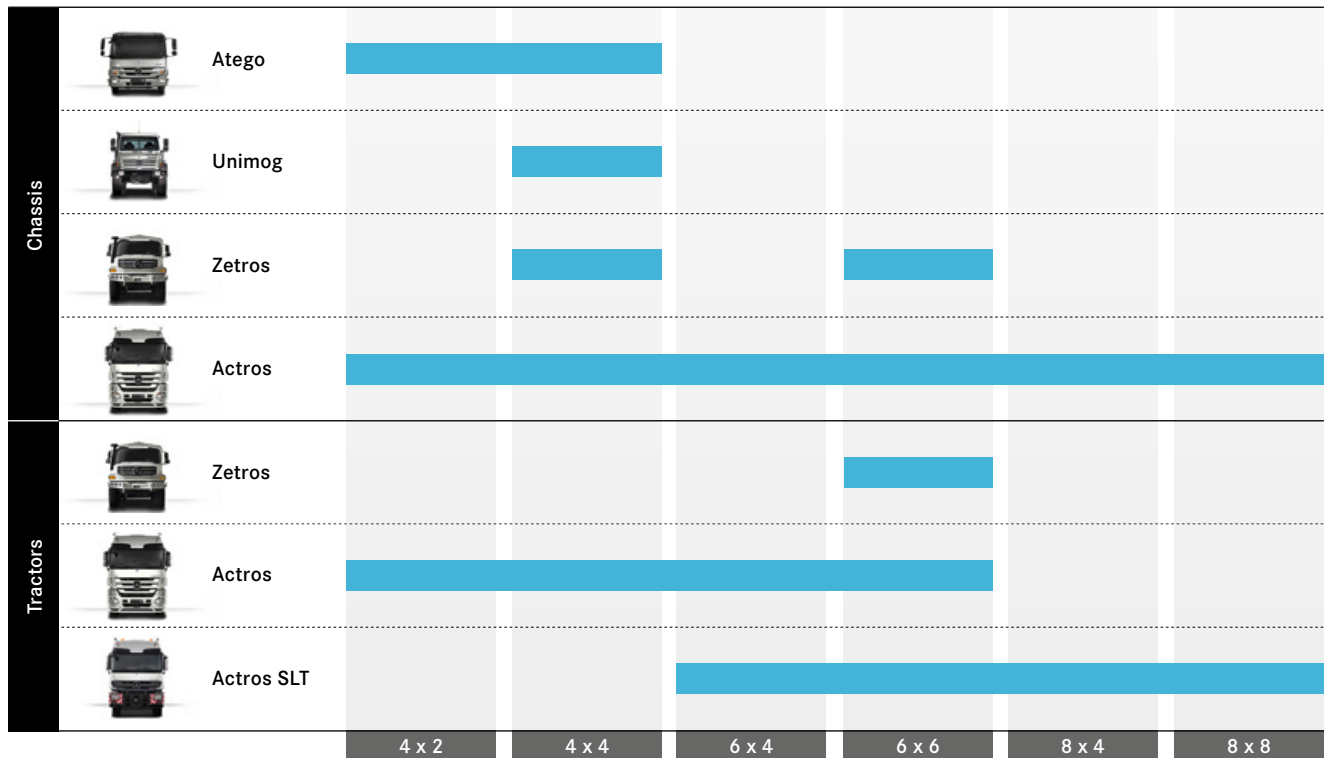 Chassis
Atego
Unimog
Zetros
Actros
Tractors
Zetros
Actros
Actros SLT
4 x 2 4 x 4 6 x 4 6 x 6 8 x 4 8 x 8